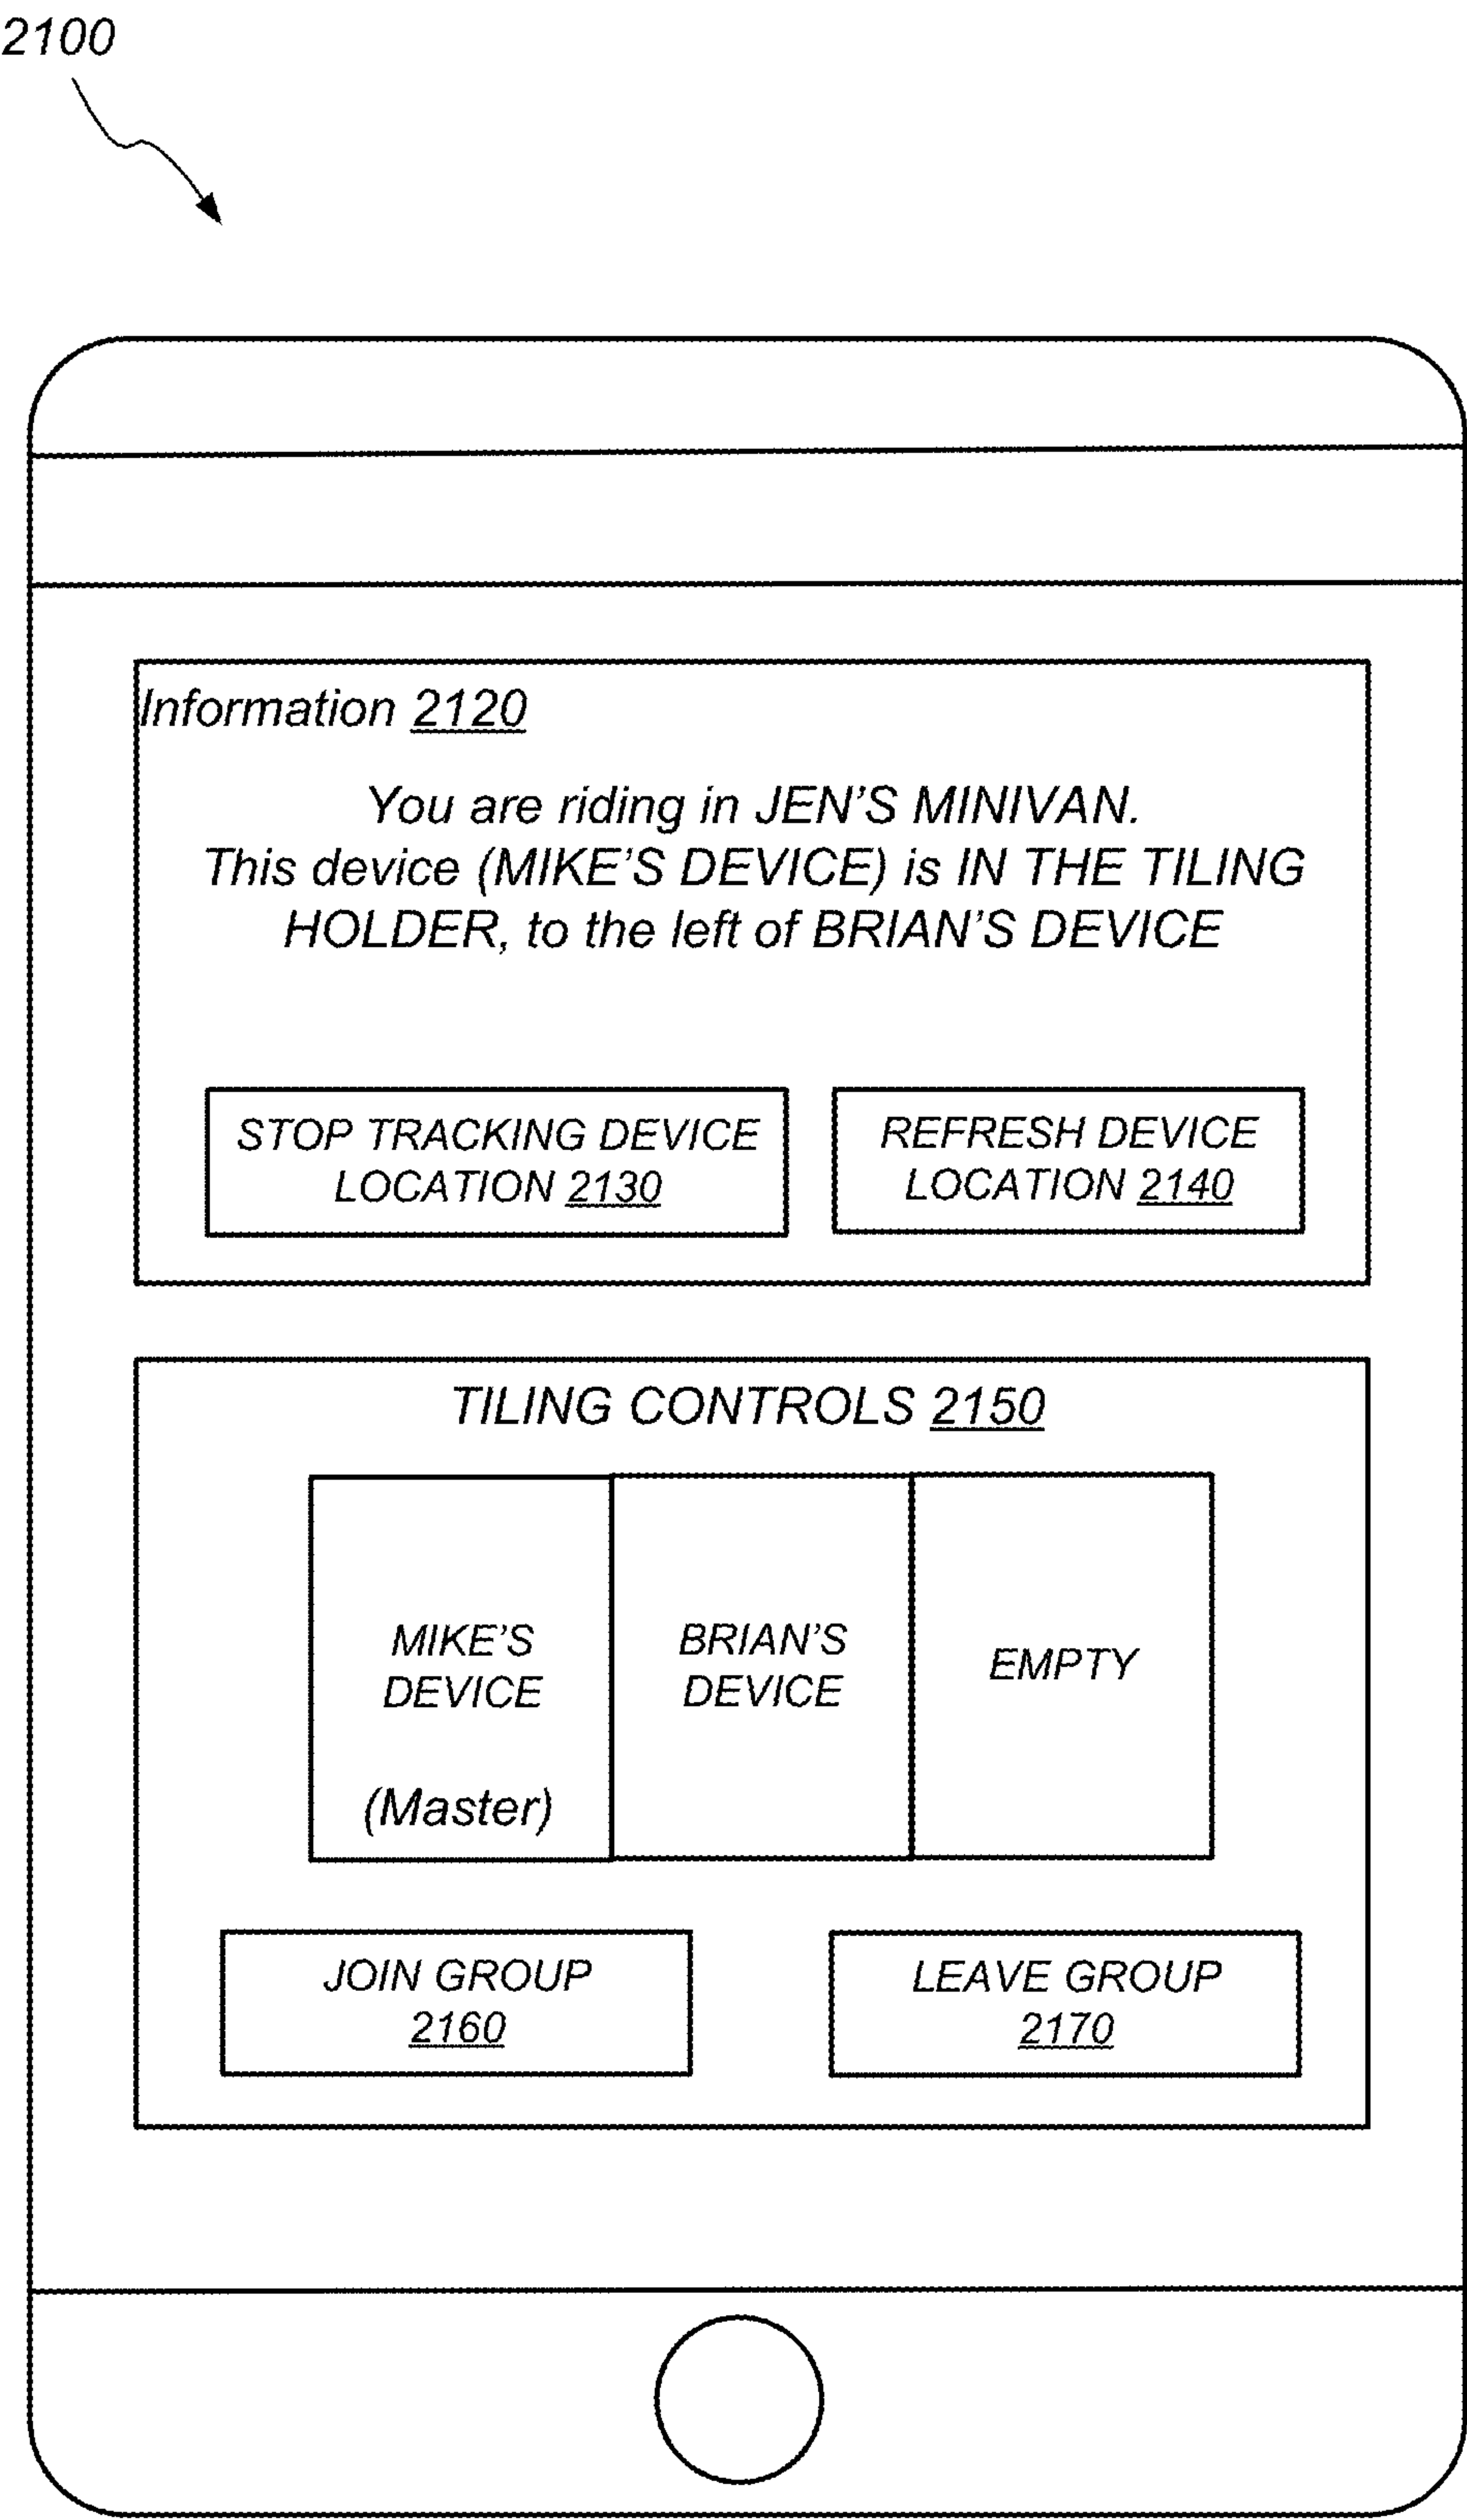 2100
Information 2120
You are riding in JEN'S MINIVAN.
This device (MIKE'S DEVICE) is IN THE TILING
HOLDER, to the left of BRIAN'S DEVICE
STOP TRACKING DEVICE
LOCATION 2130
REFRESH DEVICE
LOCATION 2140
TILING CONTROLS 2150
MIKE'S
DEVICE
(Master)
BRIAN'S
DEVICE
EMPTY
JOIN GROUP
2160
LEAVE GROUP
2170